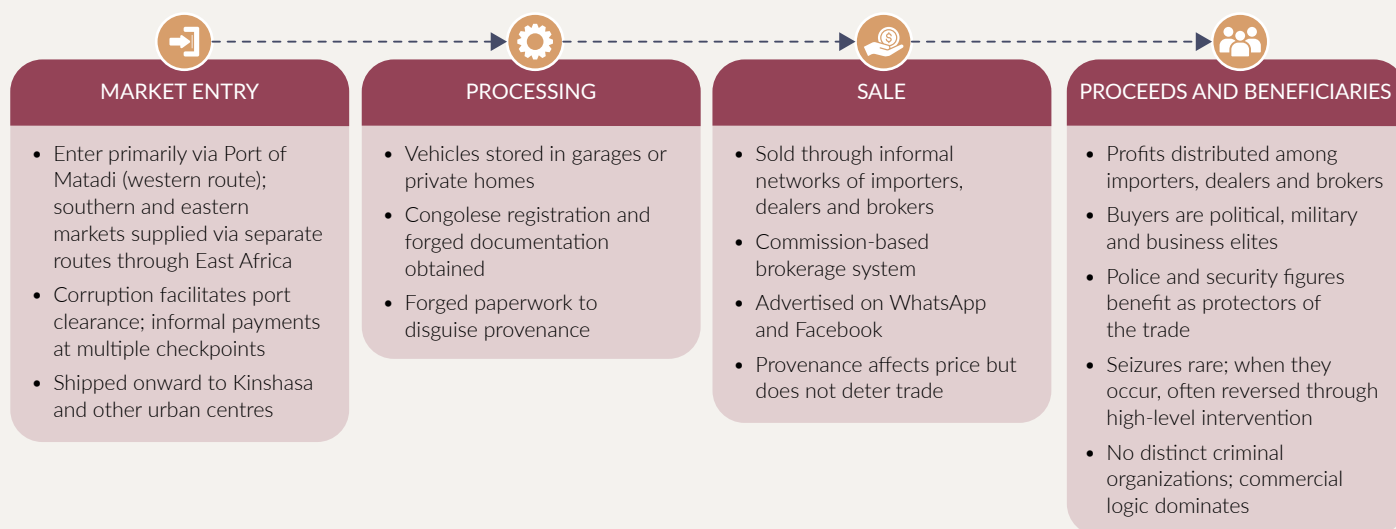 MARKET ENTRY
• Enter primarily via Port of
Matadi (western route);
southern and eastern
markets supplied via separate
routes through East Africa
• Corruption facilitates port
clearance; informal payments
at multiple checkpoints
• Shipped onward to Kinshasa
and other urban centres
PROCESSING
• Vehicles stored in garages or
private homes
• Congolese registration and
forged documentation
obtained
• Forged paperwork to
disguise provenance
$
SALE
• Sold through informal
networks of importers,
dealers and brokers
• Commission-based
brokerage system
• Advertised on WhatsApp
and Facebook
• Provenance affects price but
does not deter trade
PROCEEDS AND BENEFICIARIES
• Profits distributed among
importers, dealers and brokers
• Buyers are political, military
and business elites
• Police and security figures
benefit as protectors of
the trade
• Seizures rare; when they
occur, often reversed through
high-level intervention
• No distinct criminal
organizations; commercial
logic dominates